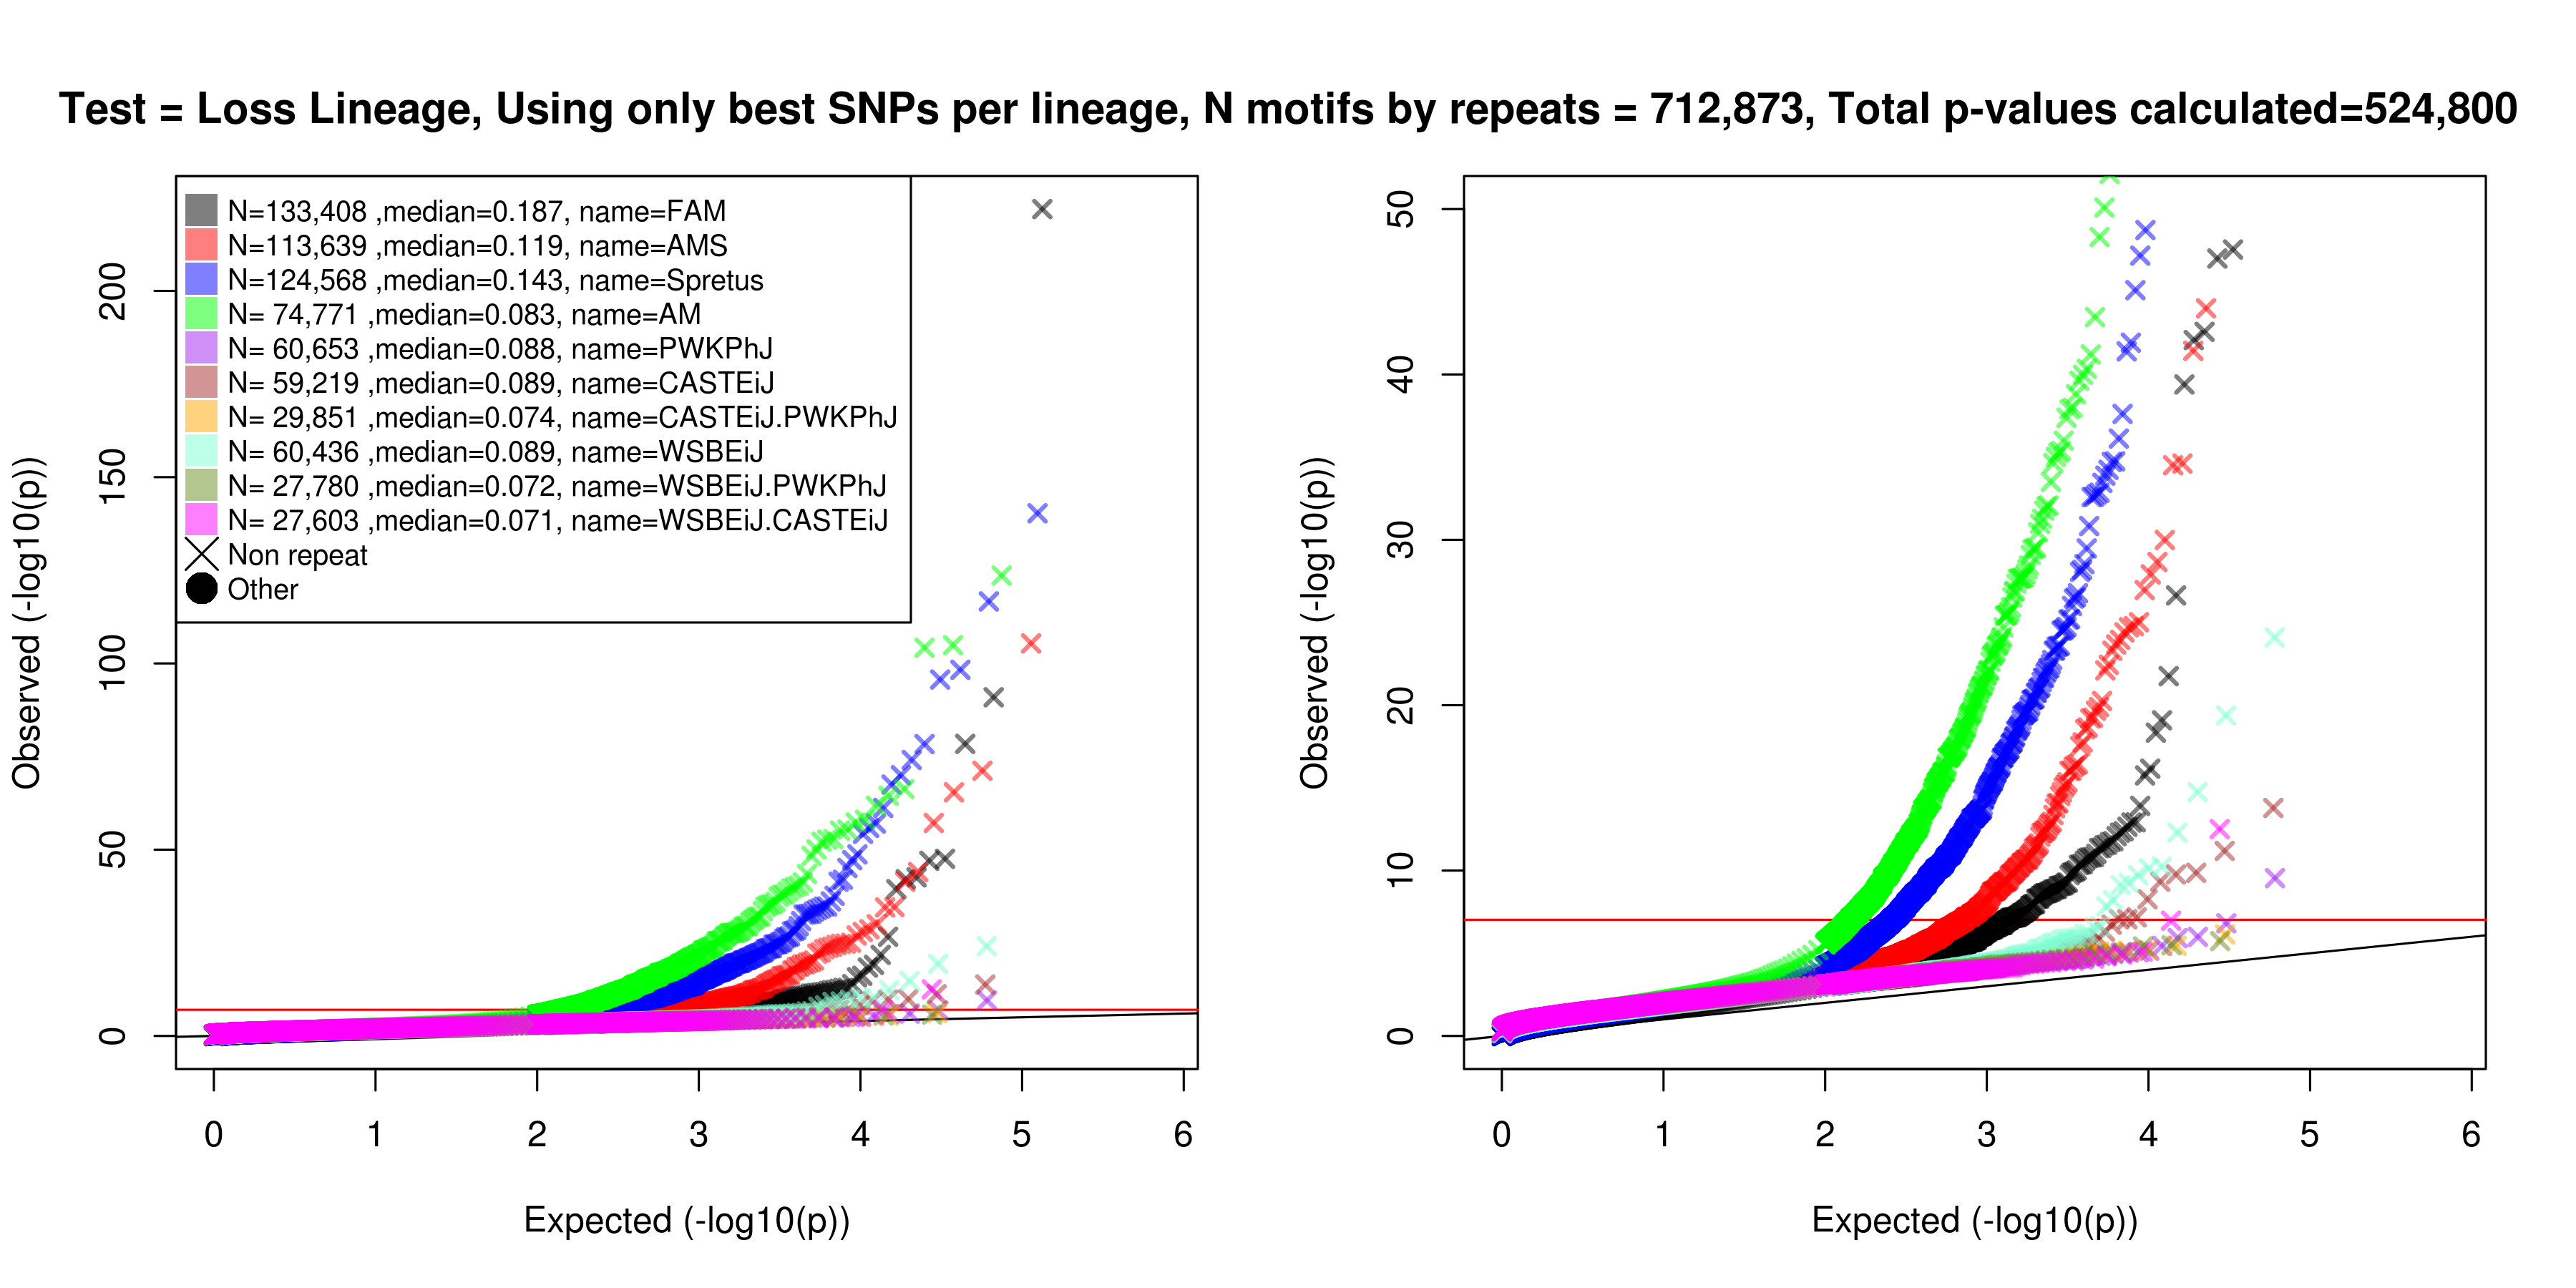 Test = Loss Lineage, Using only best SNPs per lineage, N motifs by repeats = 712,873, Total p-values calculated=524,800
N=133,408 ,median=0.187, name=FAM
N=113,639 ,median=0.119, name=AMS
N=124,568 ,median=0.143, name=Spretus
N= 74,771 ,median=0.083, name=AM
N= 60,653 ,median=0.088, name=PWKPhJ
N= 59,219 ,median=0.089, name=CASTEiJ
N= 29,851 ,median=0.074, name=CASTEiJ.PWKPhJ
N= 60,436 ,median=0.089, name=WSBEiJ
N= 27,780 ,median=0.072, name=WSBEiJ.PWKPhJ
N= 27,603 ,median=0.071, name=WSBEiJ.CASTEiJ
Non repeat
Other
Observed (-log10(p))
200
150
100
50
0
0 1 2 3 4 5 6
Expected (-log10(p))
Observed (-log10(p))
50
40
30
20
10
0
0 1 2 3 4 5 6
Expected (-log10(p))